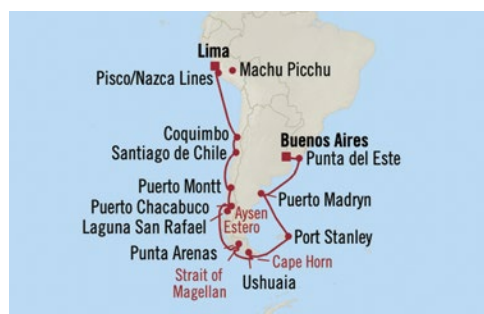 Lima
Machu Picchu
Pisco/Nazca Lines
Coquimbo
Santiago de Chile
Buenos Aires
Punta del Este
Puerto Montt
Puerto Madryn
Puerto Chacabuco
Aysen
Laguna San Rafael
Estero
Port Stanley
Punta Arenas
Cape Horn
Strait of
Magellan
Ushuaia